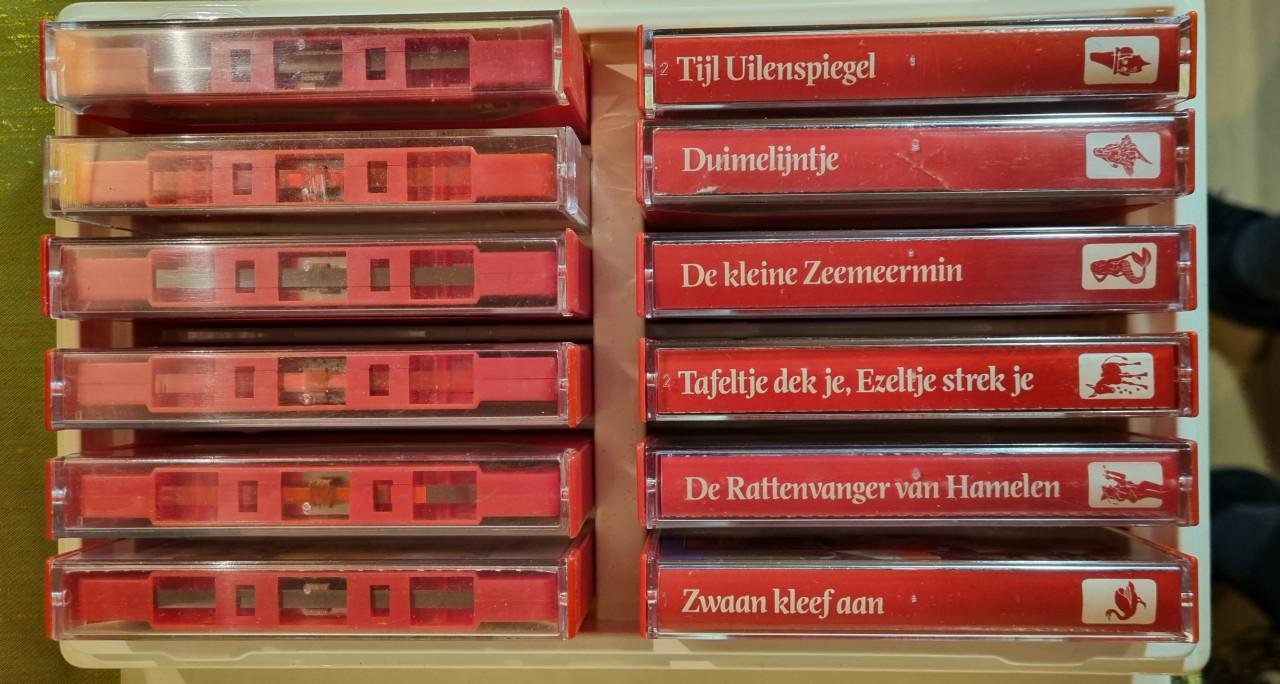 2 Tijl Uilenspiegel
Duimelijntje
De kleine Zeemeermin
2 Tafeltje dek je, Ezeltje strek je
De Rattenvanger van Hamelen
Zwaan kleef aan